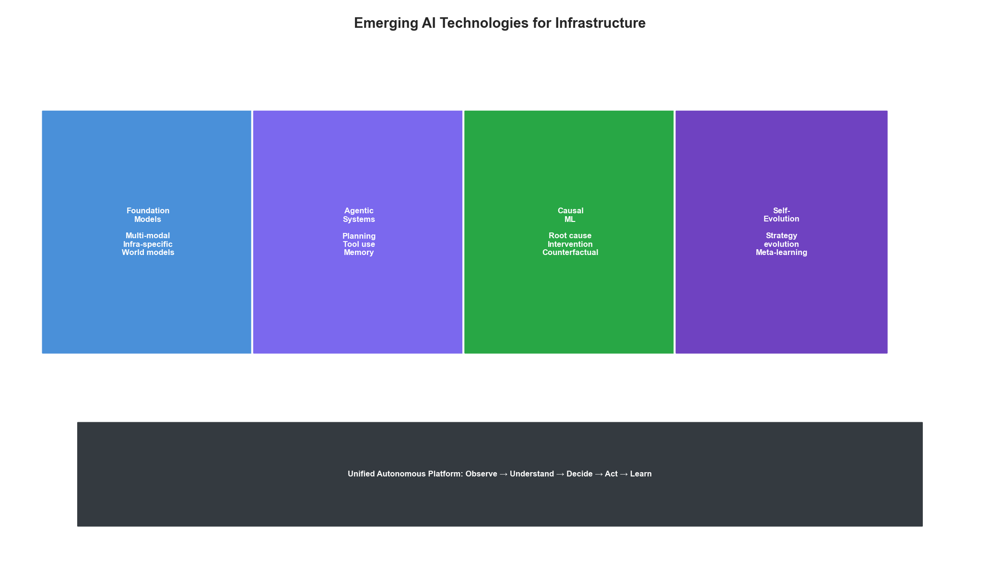 Emerging AI Technologies for Infrastructure
Foundation
Models
Multi-modal
Infra-specific
World models
Agentic
Systems
Planning
Tool use
Memory
Causal
ML
Root cause
Intervention
Counterfactual
Self-
Evolution
Strategy
evolution
Meta-learning
Unified Autonomous Platform: Observe → Understand → Decide → Act → Learn